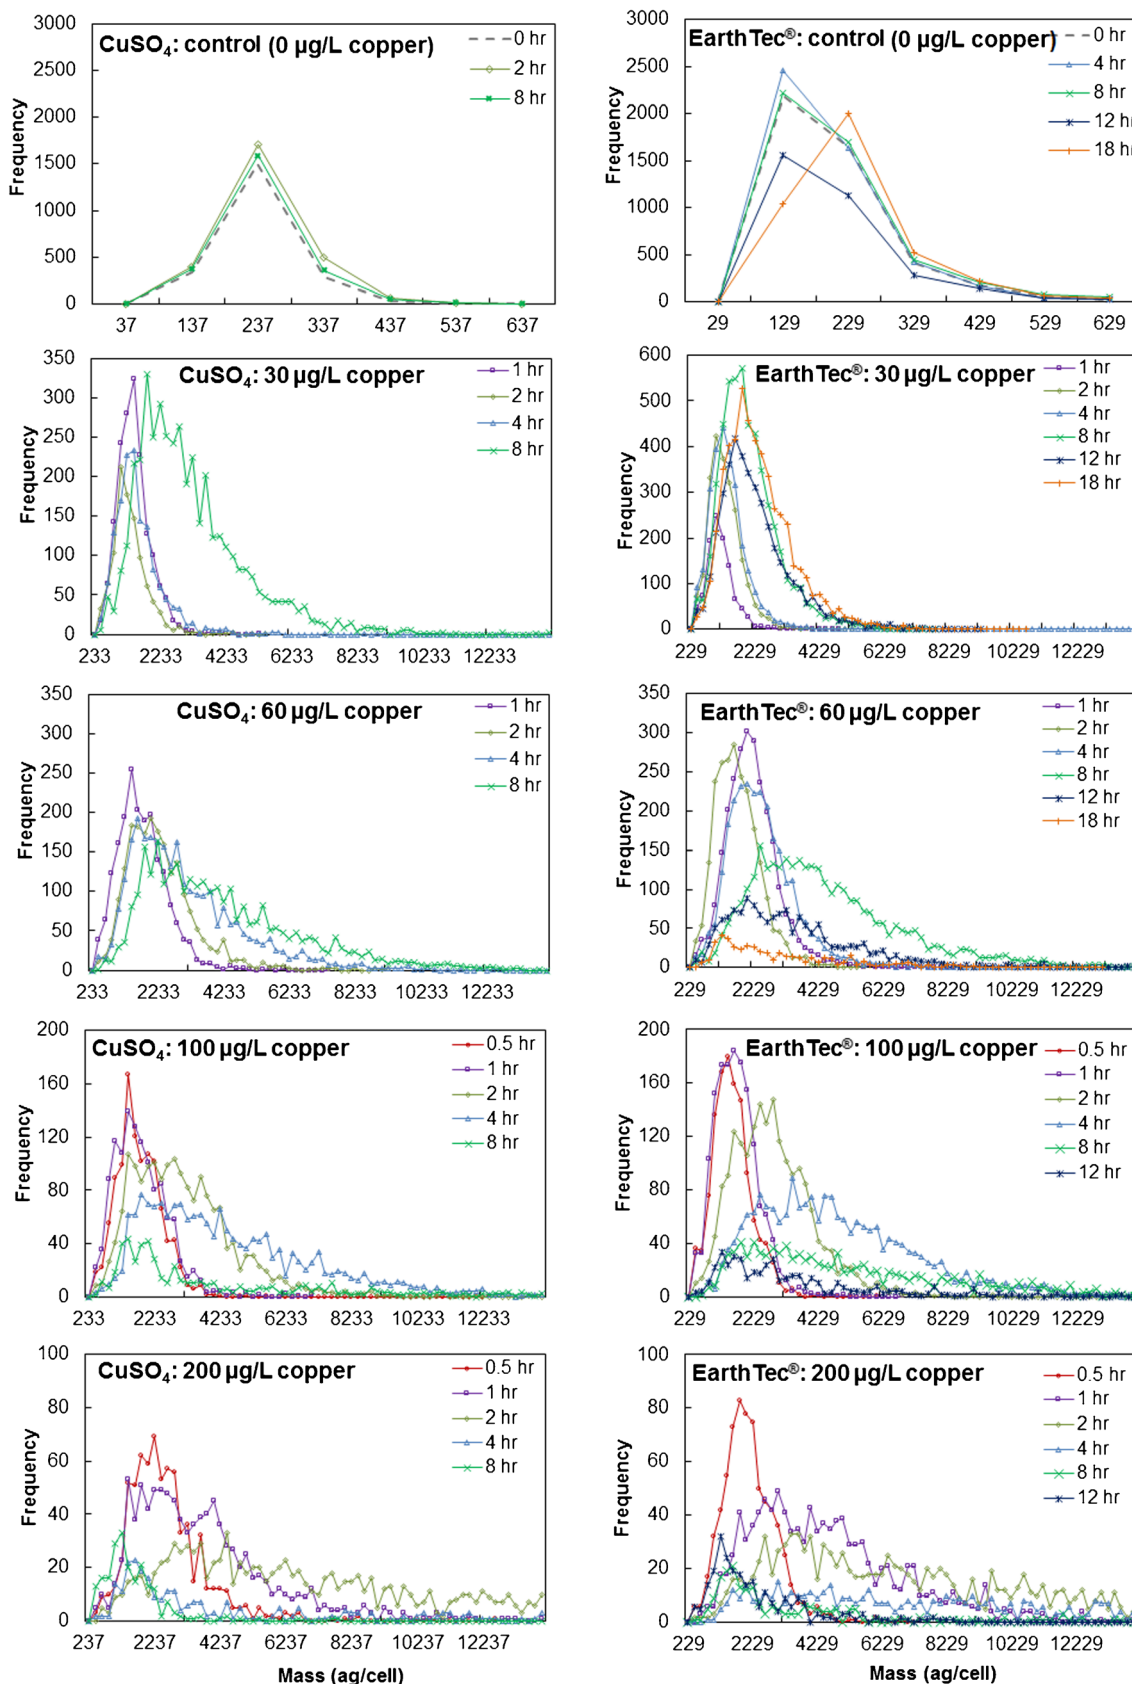 CuSO4: control (0 µg/L copper)
3000
2500
2000
1500
1000
500
0
Frequency
0 hr
2 hr
8 hr
37 137 237 337 437 537 637
EarthTec®: control (0 µg/L copper)
3000
2500
2000
1500
1000
500
0
Frequency
0 hr
4 hr
8 hr
12 hr
18 hr
29 129 229 329 429 529 629
CuSO4: 30 µg/L copper
350
300
250
200
150
100
50
0
Frequency
1 hr
2 hr
4 hr
8 hr
233 2233 4233 6233 8233 10233 12233
EarthTec®: 30 µg/L copper
600
500
400
300
200
100
0
Frequency
1 hr
2 hr
4 hr
8 hr
12 hr
18 hr
229 2229 4229 6229 8229 10229 12229
CuSO4: 60 µg/L copper
350
300
250
200
150
100
50
0
Frequency
1 hr
2 hr
4 hr
8 hr
233 2233 4233 6233 8233 10233 12233
EarthTec®: 60 µg/L copper
350
300
250
200
150
100
50
0
Frequency
1 hr
2 hr
4 hr
8 hr
12 hr
18 hr
229 2229 4229 6229 8229 10229 12229
CuSO4: 100 µg/L copper
200
160
120
80
40
0
Frequency
0.5 hr
1 hr
2 hr
4 hr
8 hr
233 2233 4233 6233 8233 10233 12233
EarthTec®: 100 µg/L copper
200
160
120
80
40
0
Frequency
0.5 hr
1 hr
2 hr
4 hr
8 hr
12 hr
229 2229 4229 6229 8229 10229 12229
CuSO4: 200 µg/L copper
100
80
60
40
20
0
Frequency
0.5 hr
1 hr
2 hr
4 hr
8 hr
237 2237 4237 6237 8237 10237 12237
Mass (ag/cell)
EarthTec®: 200 µg/L copper
100
80
60
40
20
0
Frequency
0.5 hr
1 hr
2 hr
4 hr
8 hr
12 hr
229 2229 4229 6229 8229 10229 12229
Mass (ag/cell)